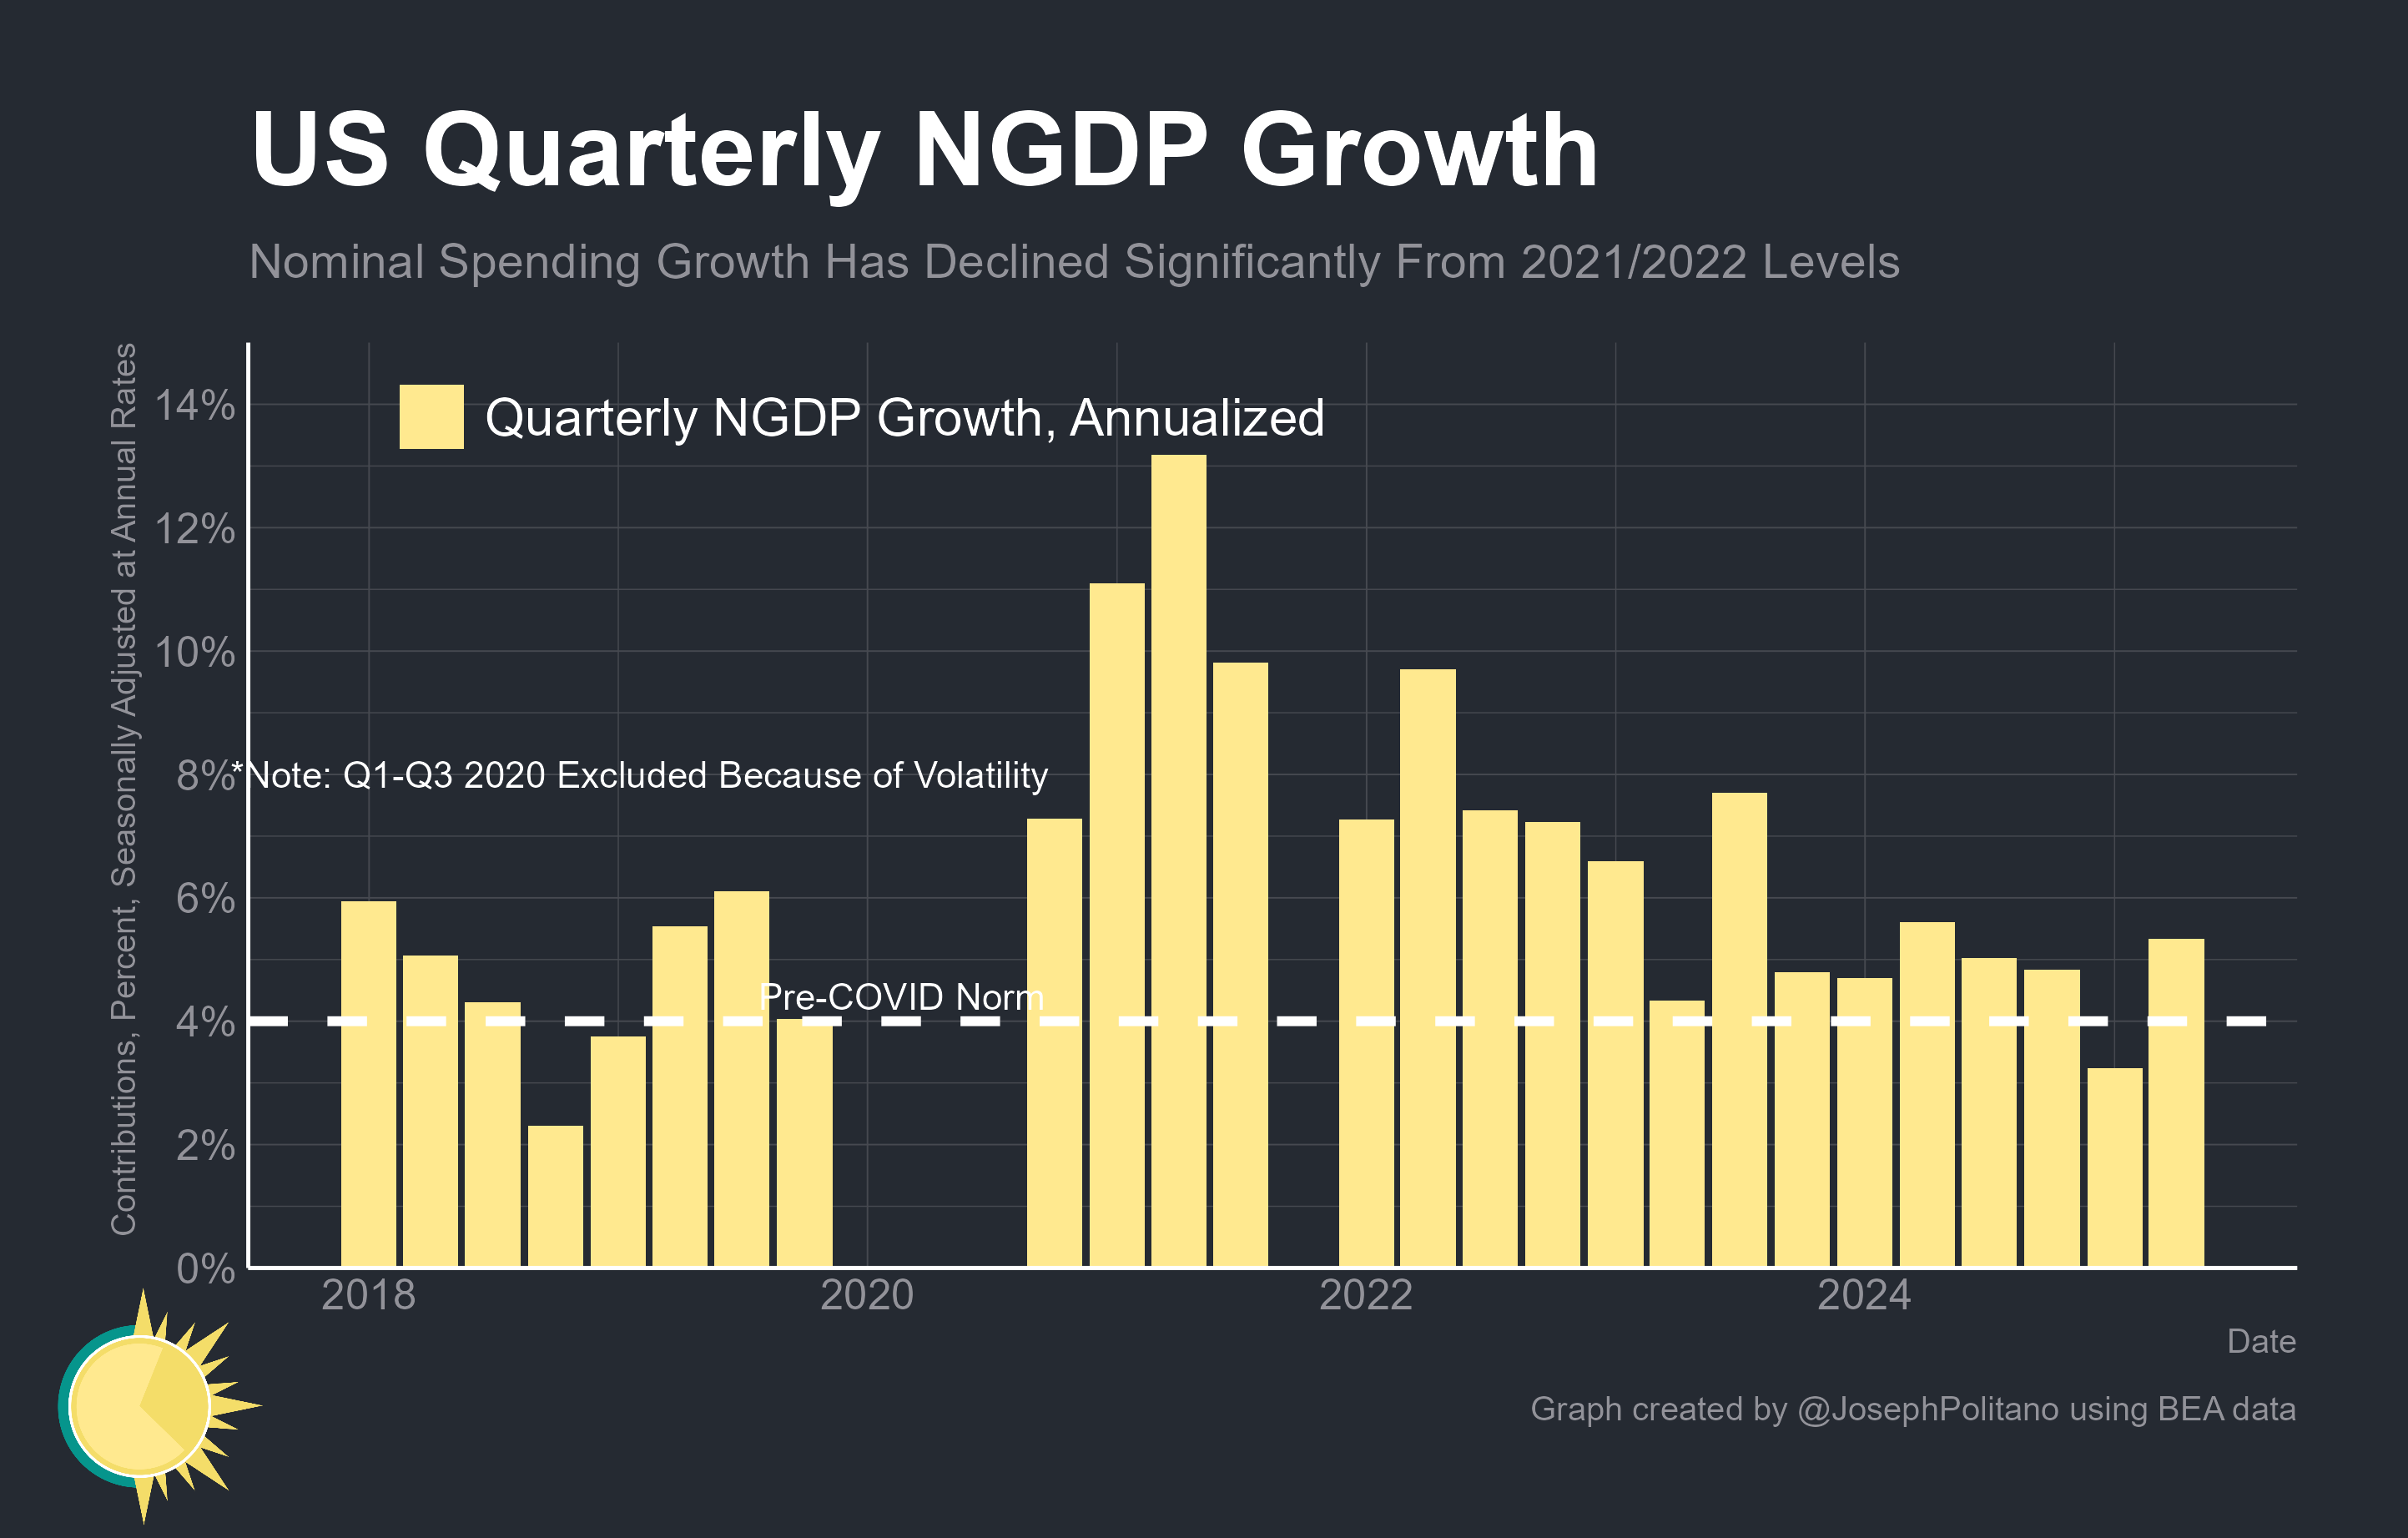 US Quarterly NGDP Growth
Nominal Spending Growth Has Declined Significantly From 2021/2022 Levels
Contributions, Percent, Seasonally Adjusted at Annual Rates
Quarterly NGDP Growth, Annualized
14%
12%
10%
8%
*Note: Q1-Q3 2020 Excluded Because of Volatility
6%
Pre-COVID Norm
4%
2%
0%
2018 2020 2022 2024
Date
Graph created by @JosephPolitano using BEA data